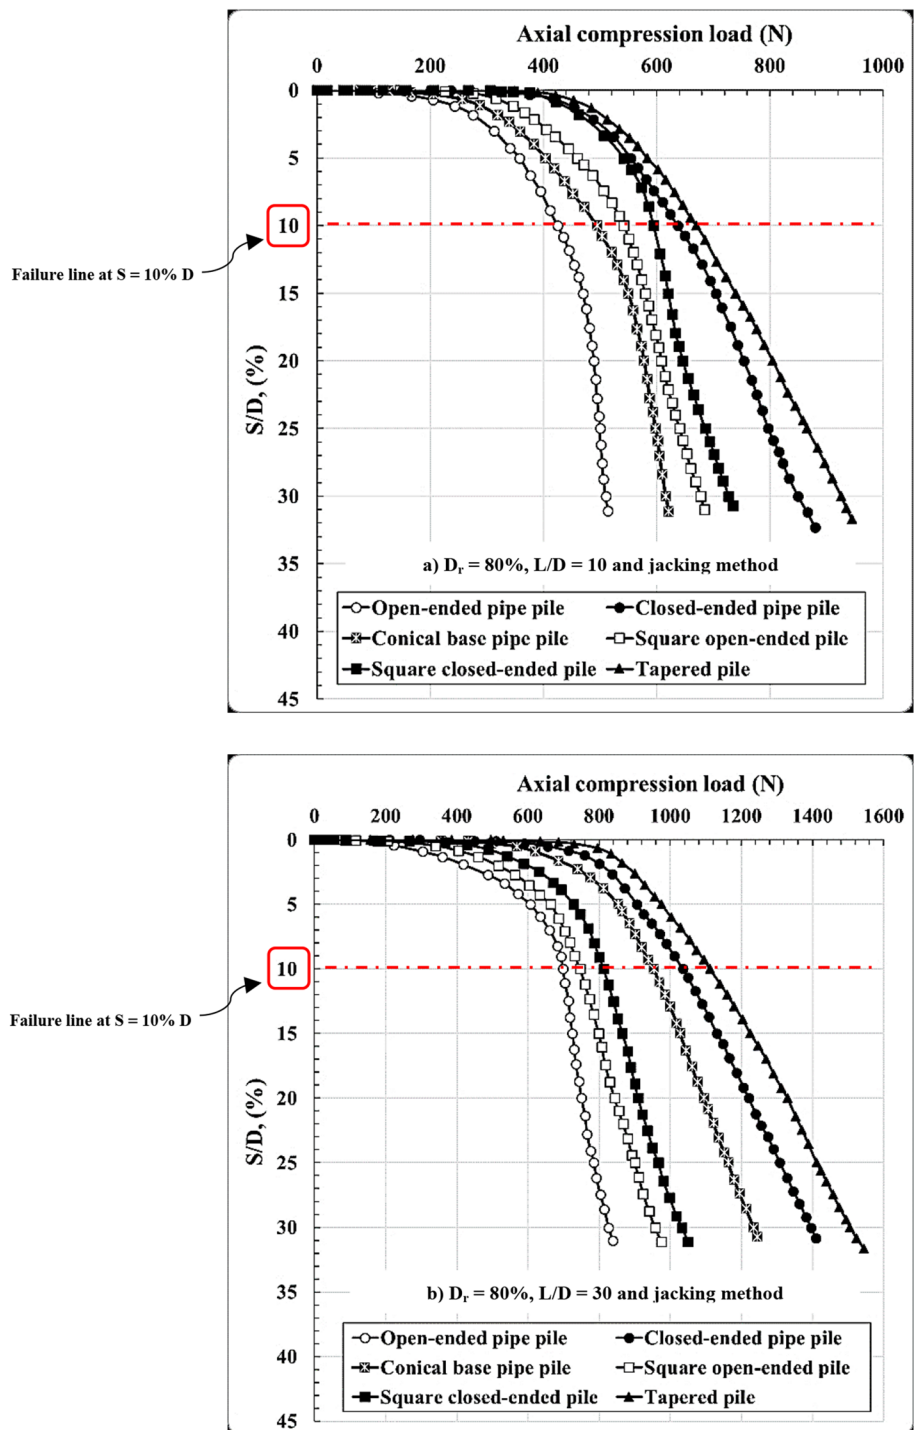 Axial compression load (N)
0 200 400 600 800 1000
0
5
10
15
20
25
30
35
40
45
S/D, (%)
Failure line at S = 10% D
a) Dr = 80%, L/D = 10 and jacking method
Open-ended pipe pile Closed-ended pipe pile
Conical base pipe pile Square open-ended pile
Square closed-ended pile Tapered pile
Axial compression load (N)
0 200 400 600 800 1000 1200 1400 1600
0
5
10
15
20
25
30
35
40
45
S/D, (%)
Failure line at S = 10% D
b) Dr = 80%, L/D = 30 and jacking method
Open-ended pipe pile Closed-ended pipe pile
Conical base pipe pile Square open-ended pile
Square closed-ended pile Tapered pile